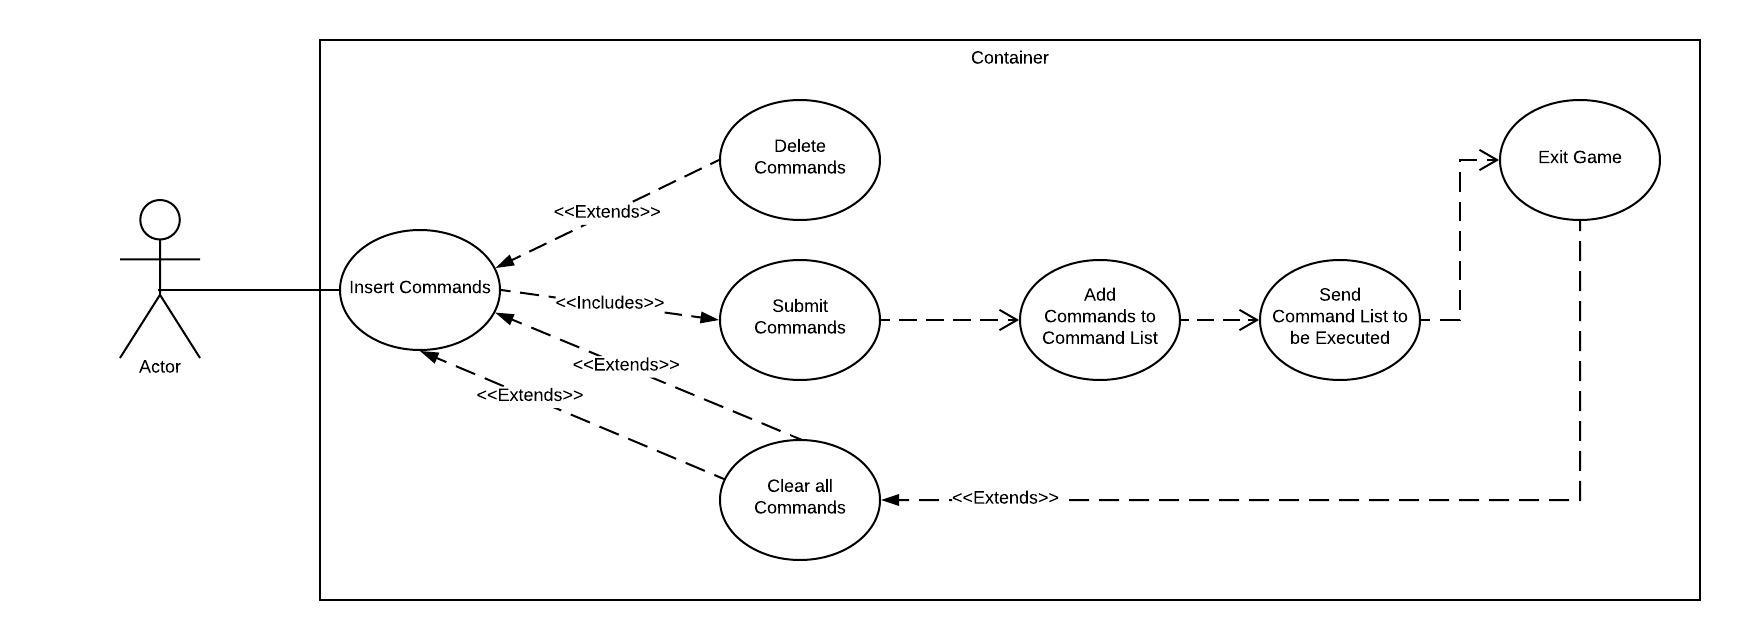 Container
Delete
Commands
Exit Game
<<Extends>>
Insert Commands
<<Includes>>
Submit
Commands
Add
Commands to
Command List
Send
Command List to
be Executed
Actor
<<Extends>>
<<Extends>>
Clear all
Commands
<<Extends>>